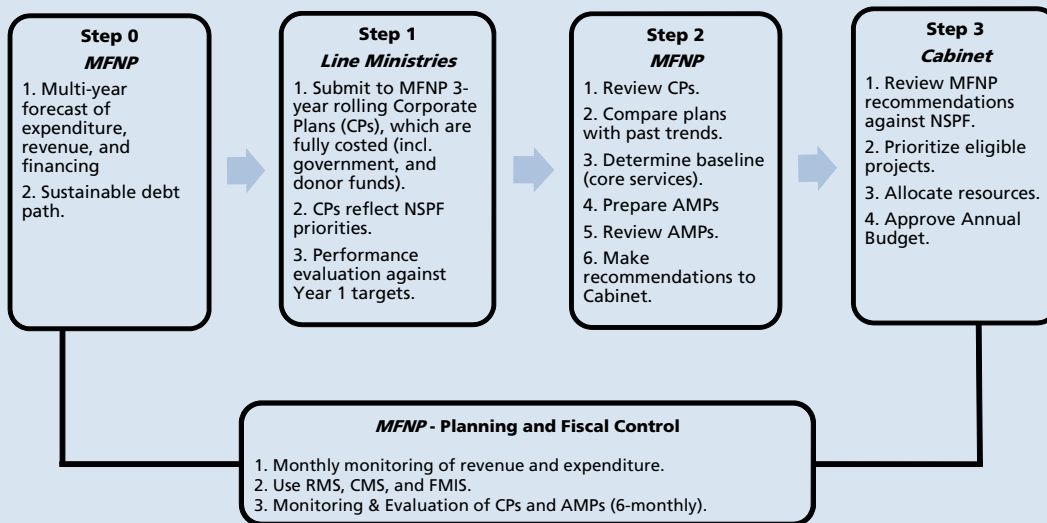 Step 0
MFNP
1. Multi-year
forecast of
expenditure,
revenue, and
financing
2. Sustainable debt
path.
Step 1
Line Ministries
1. Submit to MFNP 3-
year rolling Corporate
Plans (CPs), which are
fully costed (incl.
government, and
donor funds).
2. CPs reflect NSPF
priorities.
3. Performance
evaluation against
Year 1 targets.
Step 2
MFNP
1. Review CPs.
2. Compare plans
with past trends.
3. Determine baseline
(core services).
4. Prepare AMPs
5. Review AMPs.
6. Make
recommendations to
Cabinet.
Step 3
Cabinet
1. Review MFNP
recommendations
against NSPF.
2. Prioritize eligible
projects.
3. Allocate resources.
4. Approve Annual
Budget.
MFNP - Planning and Fiscal Control
1. Monthly monitoring of revenue and expenditure.
2. Use RMS, CMS, and FMIS.
3. Monitoring & Evaluation of CPs and AMPs (6-monthly).